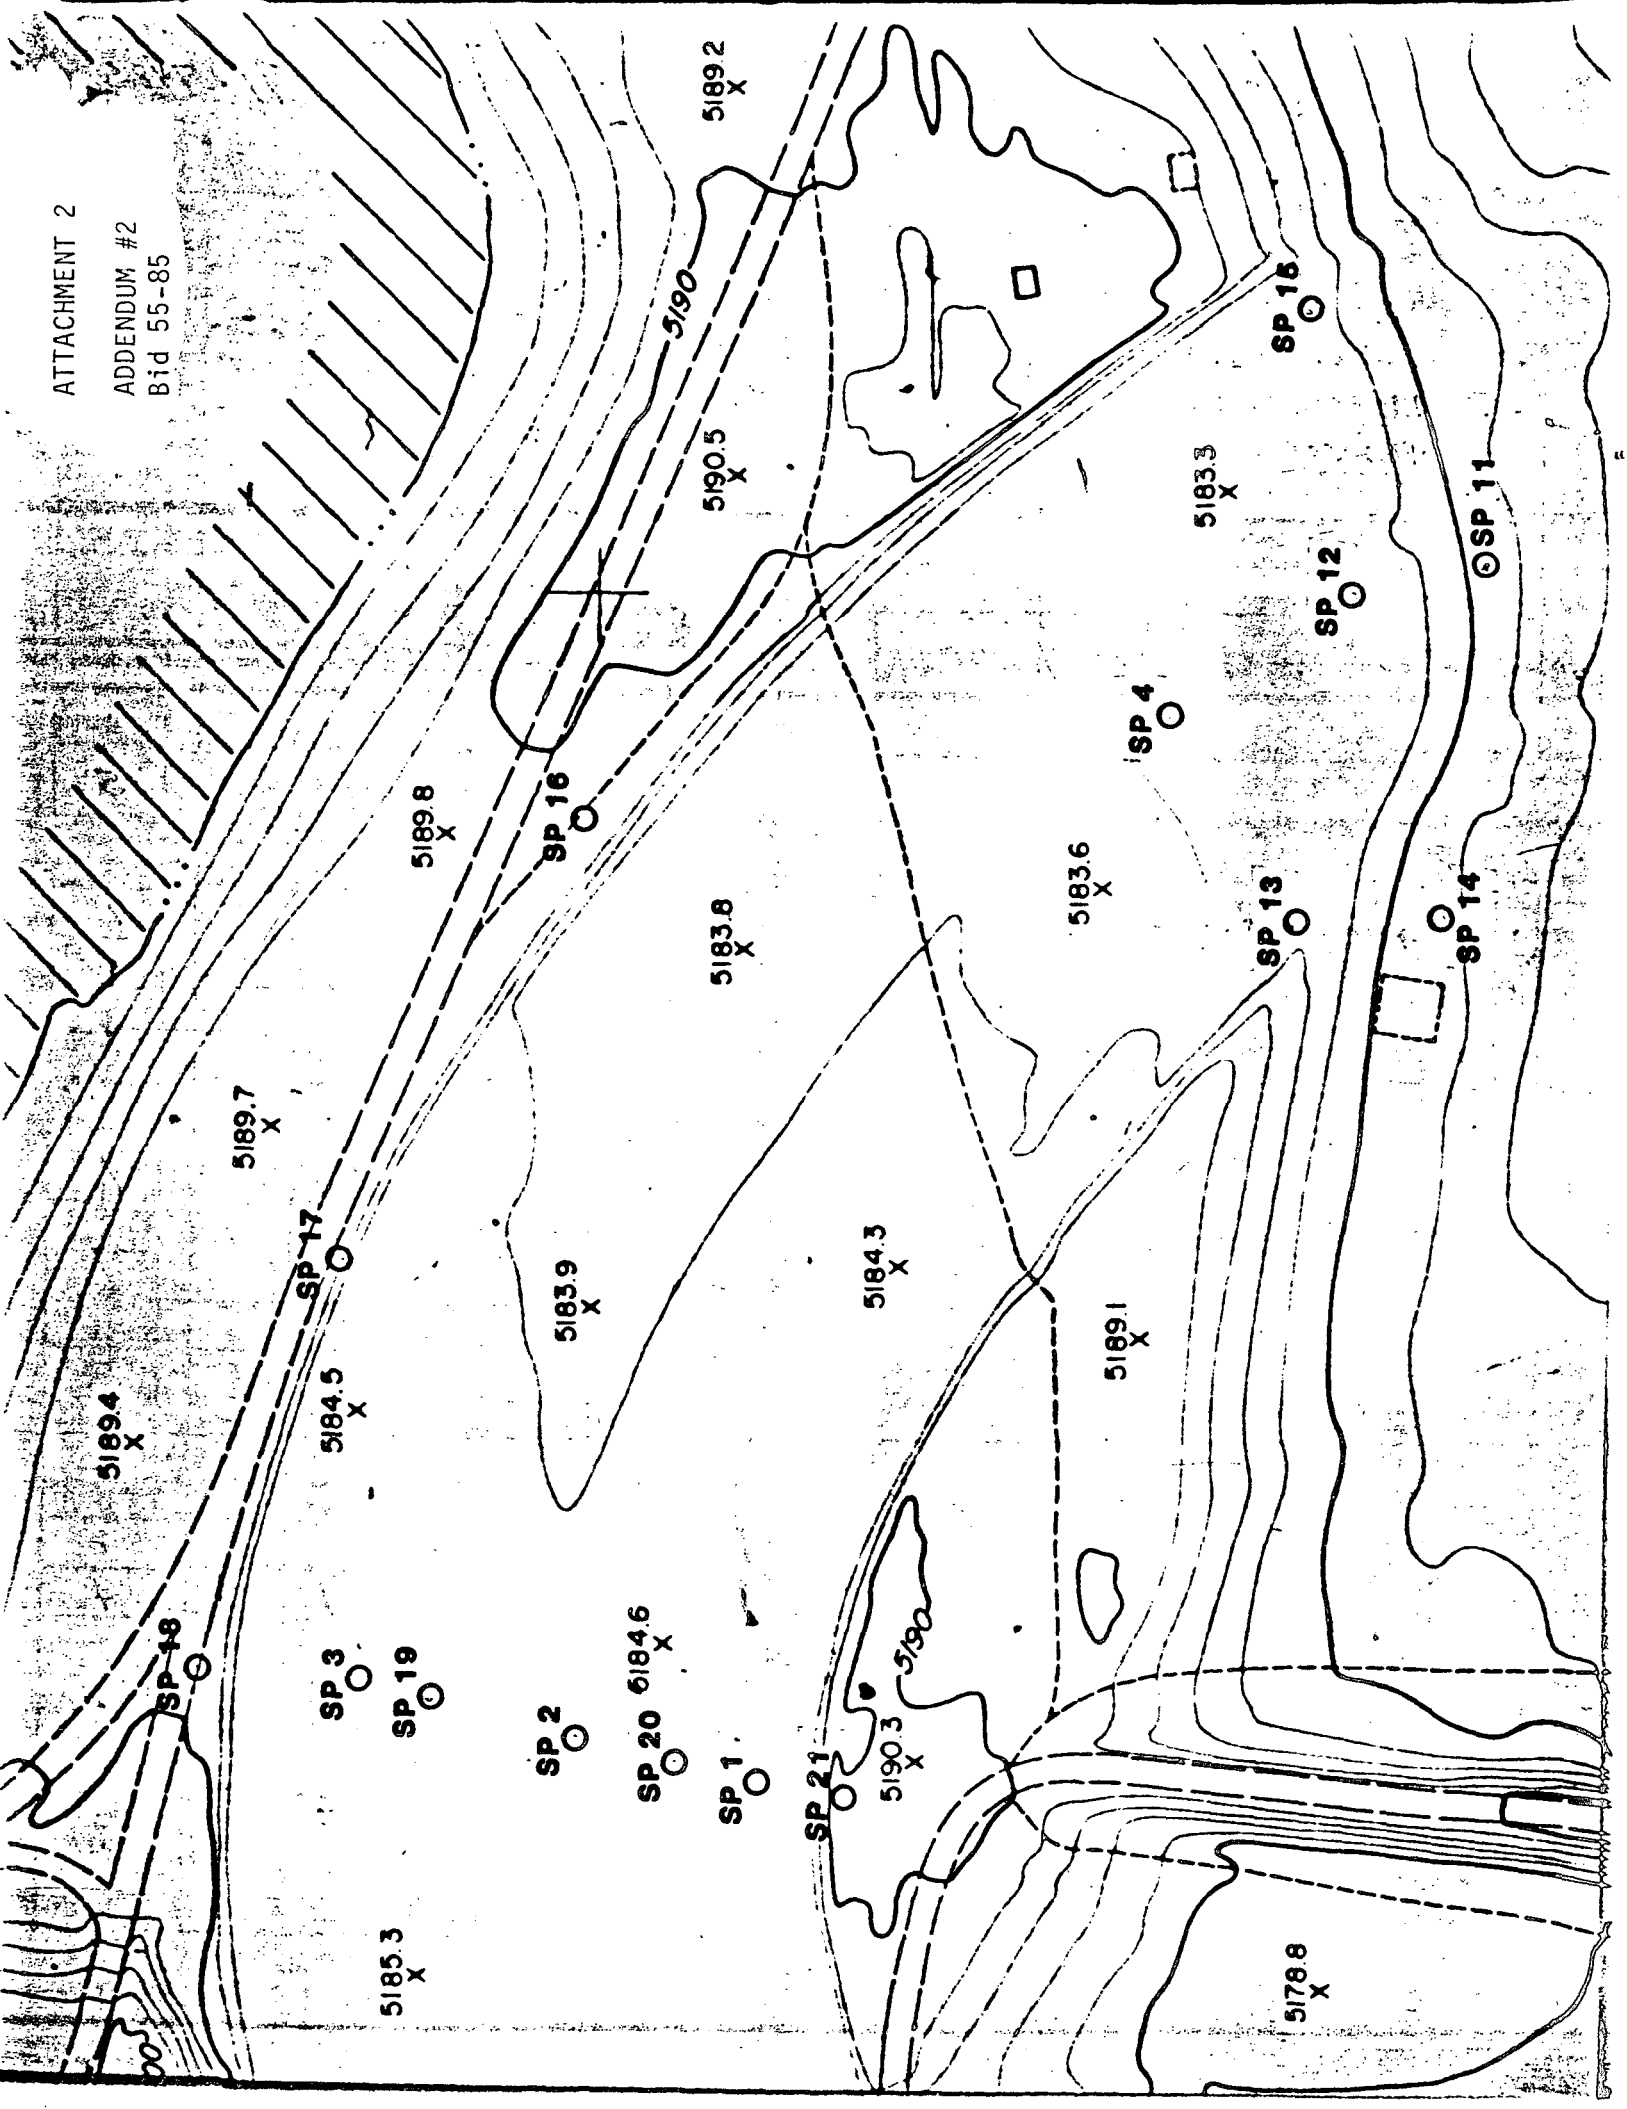 ATTACHMENT 2
ADDENDUM #2
Bid 55-85
5189.4
SP 18
5189.7
SP 17
5184.5
SP 3
SP 19
5185.3
5189.8
SP 16
5183.9
SP 2
6184.6
SP 20
5189.2
5190
5190.5
5183.8
SP 1
SP 21
5184.3
5190.3
5190
5183.6
5189.1
SP 4
5183.3
SP 15
SP 12
SP 13
5178.8
SP 11
SP 14